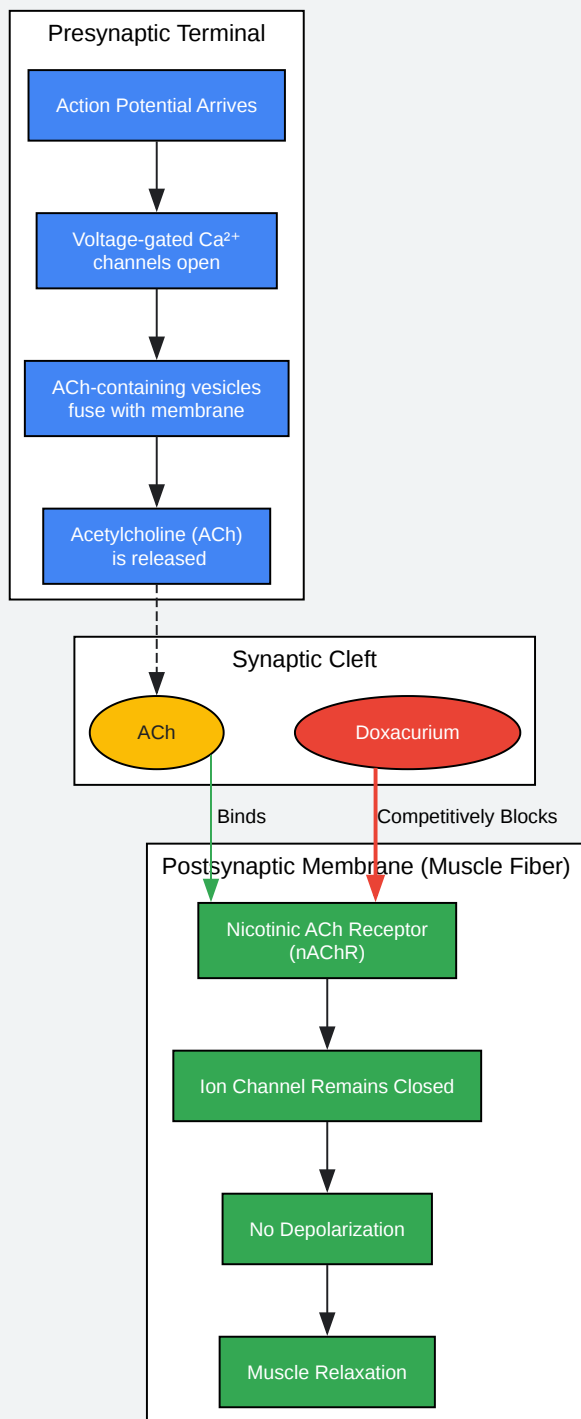 Presynaptic Terminal
Action Potential Arrives
Voltage-gated Ca²⁺
channels open
ACh-containing vesicles
fuse with membrane
Acetylcholine (ACh)
is released
Synaptic Cleft
ACh
Doxacurium
Binds
Competitively Blocks
Postsynaptic Membrane (Muscle Fiber)
Nicotinic ACh Receptor
(nAChR)
Ion Channel Remains Closed
No Depolarization
Muscle Relaxation